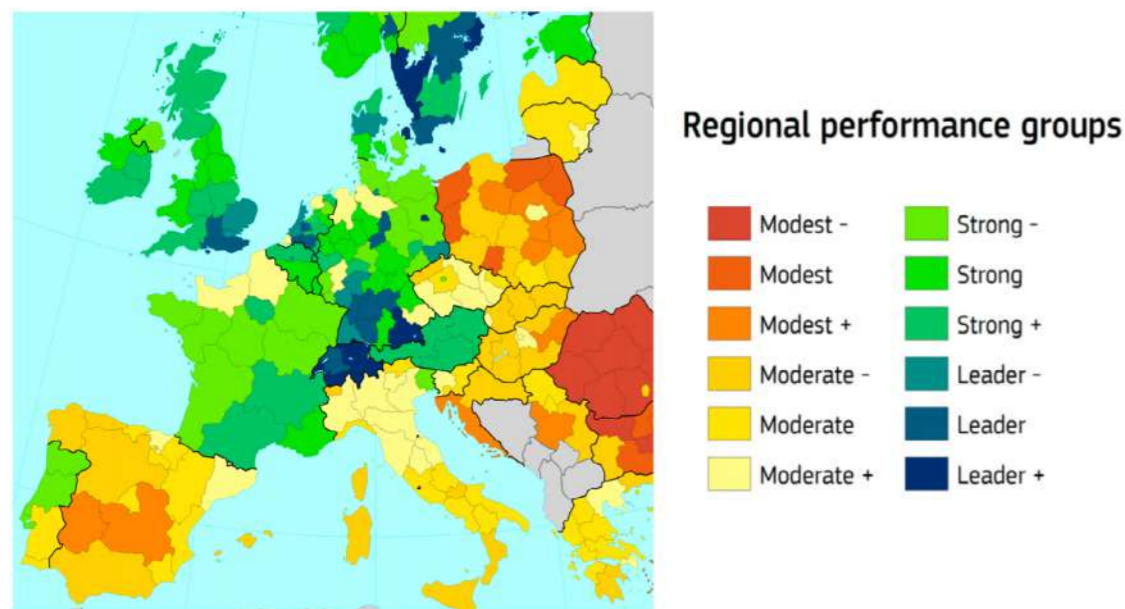 Regional performance groups
Modest -
Modest
Modest +
Moderate -
Moderate
Moderate +
Strong -
Strong
Strong +
Leader -
Leader
Leader +